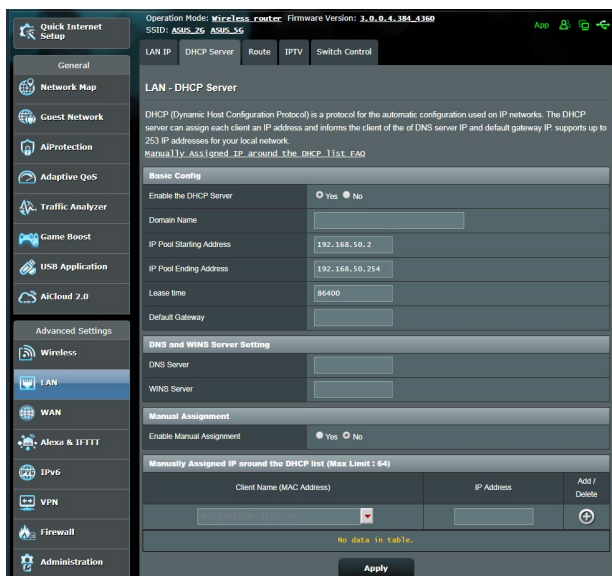 Quick Internet
Setup
Operation Mode: Wireless router Firmware Version: 3.0.0.4.384_4360
SSID: ASUS_2G ASUS_5G
App
LAN IP DHCP Server Route IPTV Switch Control
General
Network Map
Guest Network
AiProtection
Adaptive QoS
Traffic Analyzer
Game Boost
USB Application
AiCloud 2.0
Advanced Settings
Wireless
LAN
WAN
Alexa & IFTTT
IPv6
VPN
Firewall
Administration
LAN - DHCP Server
DHCP (Dynamic Host Configuration Protocol) is a protocol for the automatic configuration used on IP networks. The DHCP
server can assign each client an IP address and informs the client of the of DNS server IP and default gateway IP. supports up to
253 IP addresses for your local network.
Manually Assigned IP around the DHCP list FAQ
Basic Config
Enable the DHCP Server Yes No
Domain Name
IP Pool Starting Address 192.168.50.2
IP Pool Ending Address 192.168.50.254
Lease time 86400
Default Gateway
DNS and WINS Server Setting
DNS Server
WINS Server
Manual Assignment
Enable Manual Assignment Yes No
Manually Assigned IP around the DHCP list (Max Limit : 64)
Client Name (MAC Address) IP Address Add /
Delete
No data in table.
Apply